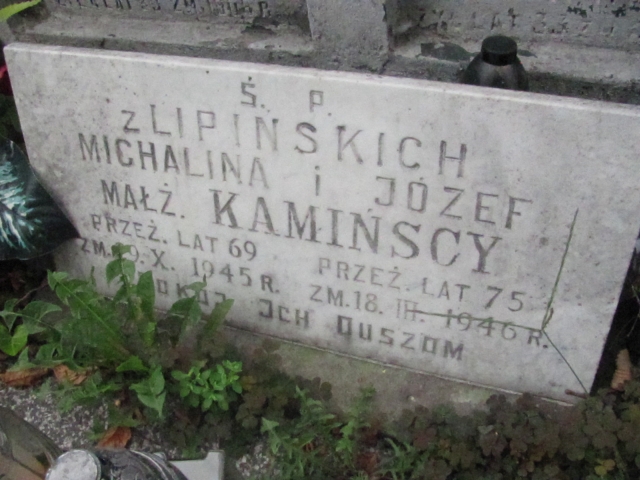 Ś. P.
z LIPIŃSKICH
MICHALINA i JÓZEF
MAŁŻ. KAMIŃSCY
PRZEŻ. LAT 69 PRZEŻ. LAT 75
ZM. 9. X. 1945 R. ZM. 18. III. 1946 R.
POKÓJ ICH DUSZOM